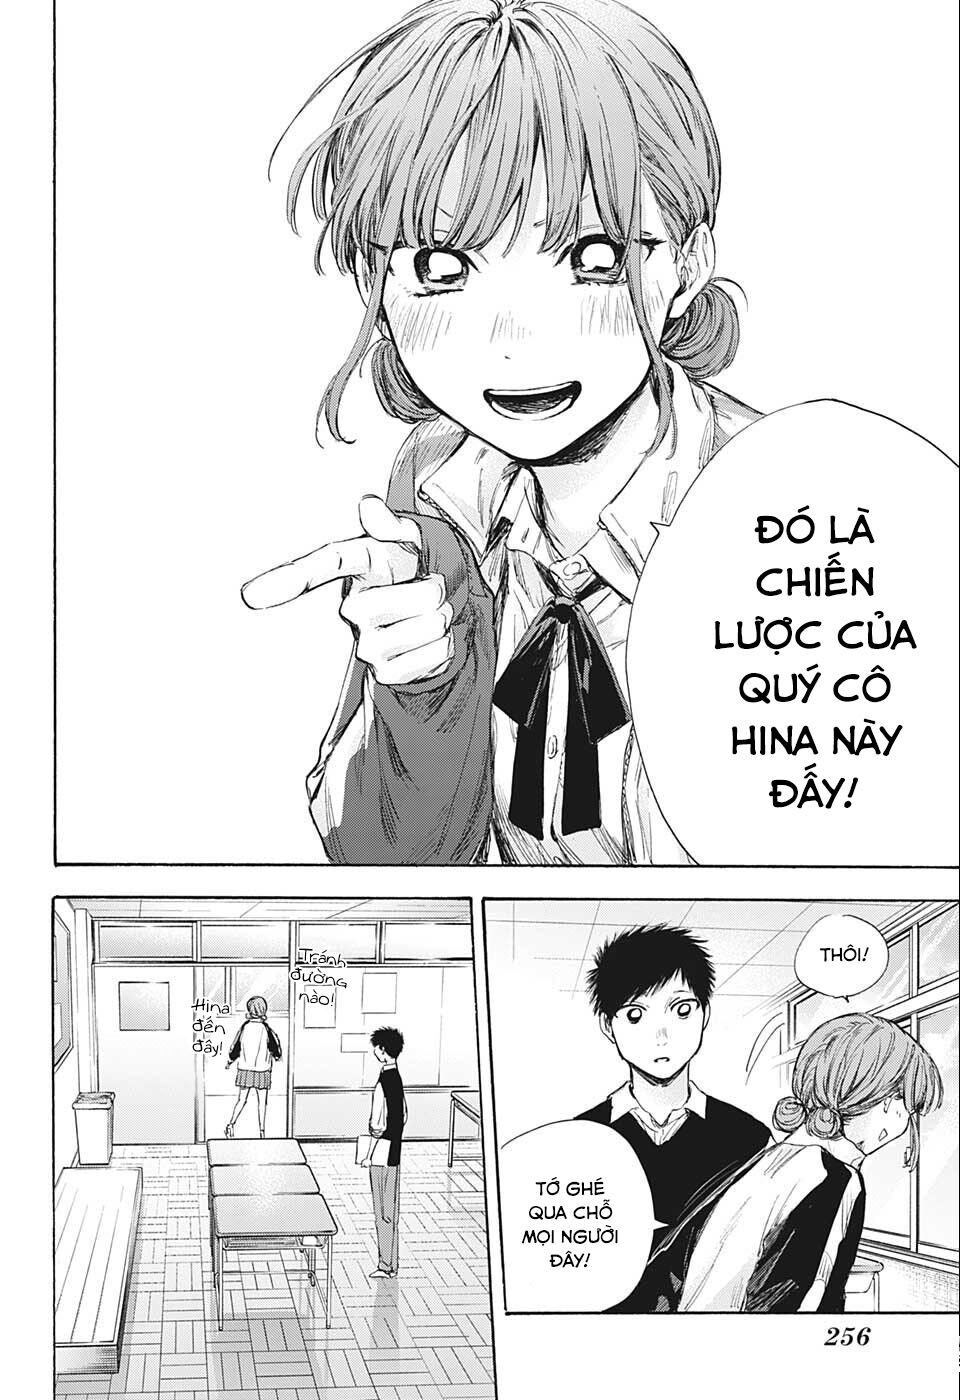 ĐÓ LÀ
CHIẾN
LƯỢC CỦA
QUÝ CÔ
HINA NÀY
ĐẤY!
THÔI!
TỚ GHÉ
QUA CHỖ
MỌI NGƯỜI
ĐÂY!
Tránh
đường
nào!
Hina
đến
đây!
256